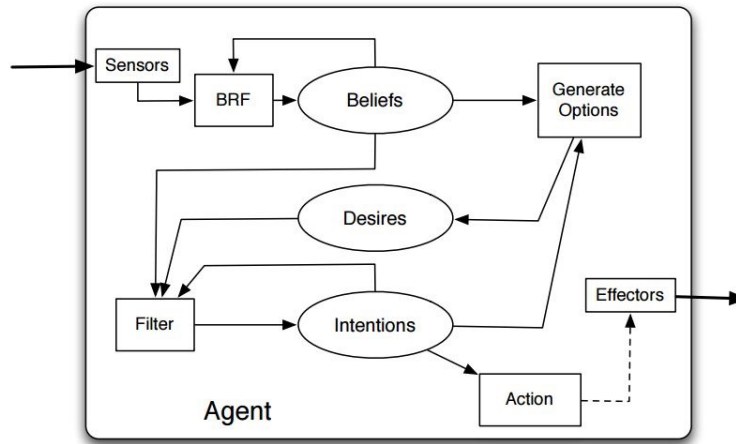 Sensors
BRF
Beliefs
Generate
Options
Desires
Filter
Intentions
Effectors
Action
Agent